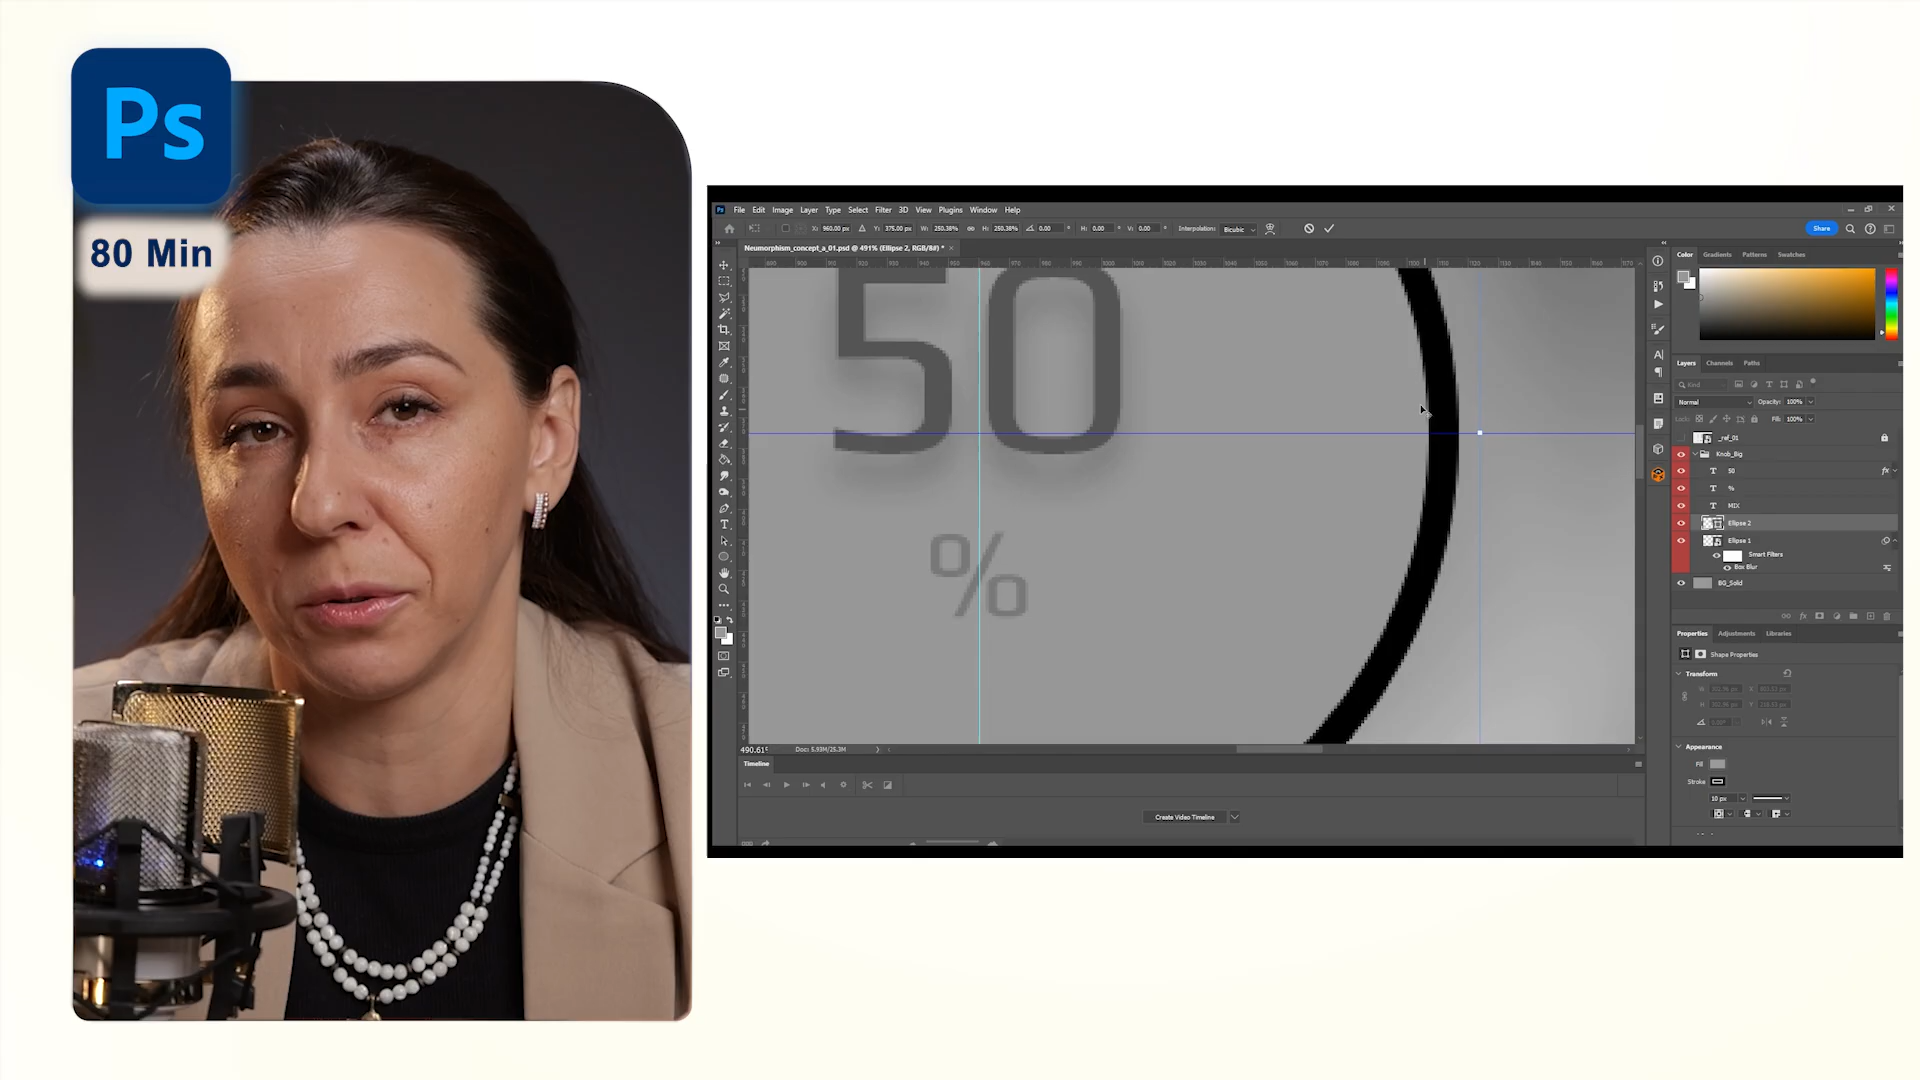 Ps
80 Min
Ps File Edit Image Layer Type Select Filter 3D View Plugins Window Help
X: 960.00 px Y: 375.00 px W: 250.38% H: 250.38% 0.00 ° H: 0.00 ° V: 0.00 ° Interpolation: Bicubic Share
Neumorphism_concept_a_01.psd @ 491% (Ellipse 2, RGB/8#) * ×
50
%
490.61% Doc: 5.93M/25.3M
Timeline
Create Video Timeline
Color Gradients Patterns Swatches
Layers Channels Paths
Kind
Normal Opacity: 100%
Lock: Fill: 100%
_ref_01
Knob_Big
T 50 fx
T %
T MIX
Ellipse 2
Ellipse 1
Smart Filters
Box Blur
BG_Solid
fx
Properties Adjustments Libraries
Shape Properties
Transform
Appearance
Fill
Stroke
10 px